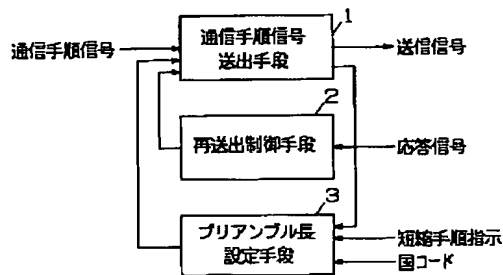 1
通信手順信号
通信手順信号
送出手段
送信信号
2
再送出制御手段
応答信号
3
プリアンブル長
設定手段
短縮手順指示
国コード